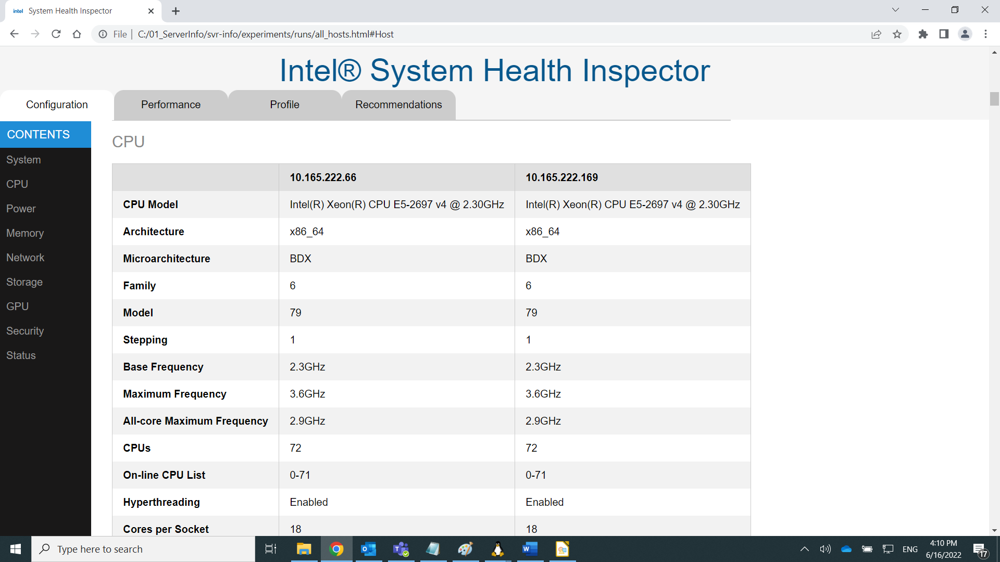 intel System Health Inspector
File C:/01_ServerInfo/svr-info/experiments/runs/all_hosts.html#Host
Intel® System Health Inspector
Configuration Performance Profile Recommendations
CONTENTS
System
CPU
Power
Memory
Network
Storage
GPU
Security
Status
CPU
10.165.222.66 10.165.222.169
CPU Model Intel(R) Xeon(R) CPU E5-2697 v4 @ 2.30GHz Intel(R) Xeon(R) CPU E5-2697 v4 @ 2.30GHz
Architecture x86_64 x86_64
Microarchitecture BDX BDX
Family 6 6
Model 79 79
Stepping 1 1
Base Frequency 2.3GHz 2.3GHz
Maximum Frequency 3.6GHz 3.6GHz
All-core Maximum Frequency 2.9GHz 2.9GHz
CPUs 72 72
On-line CPU List 0-71 0-71
Hyperthreading Enabled Enabled
Cores per Socket 18 18
Type here to search
ENG
4:10 PM
6/16/2022
17